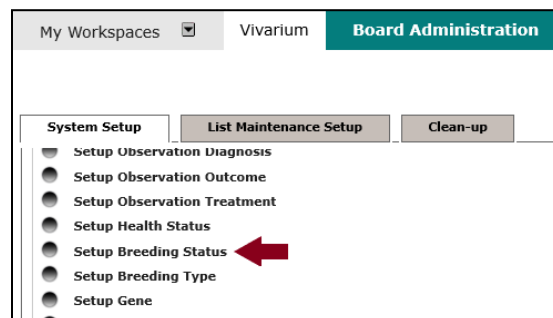 My Workspaces Vivarium Board Administration
System Setup List Maintenance Setup Clean-up
Setup Observation Diagnosis
Setup Observation Outcome
Setup Observation Treatment
Setup Health Status
Setup Breeding Status
Setup Breeding Type
Setup Gene